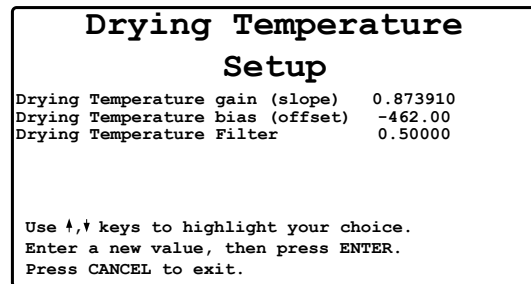 Drying Temperature
Setup
Drying Temperature gain (slope) 0.873910
Drying Temperature bias (offset) -462.00
Drying Temperature Filter 0.50000
Use ↑,↓ keys to highlight your choice.
Enter a new value, then press ENTER.
Press CANCEL to exit.